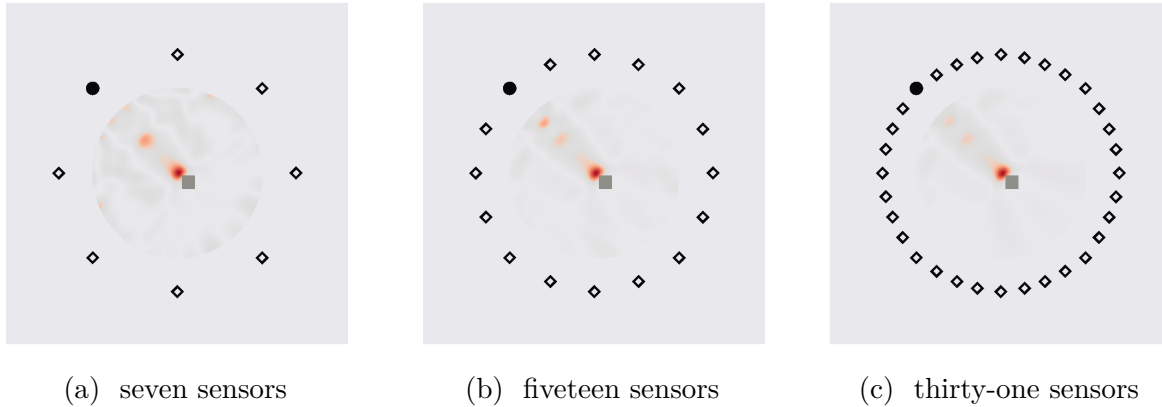 (a) seven sensors
(b) fiveteen sensors
(c) thirty-one sensors